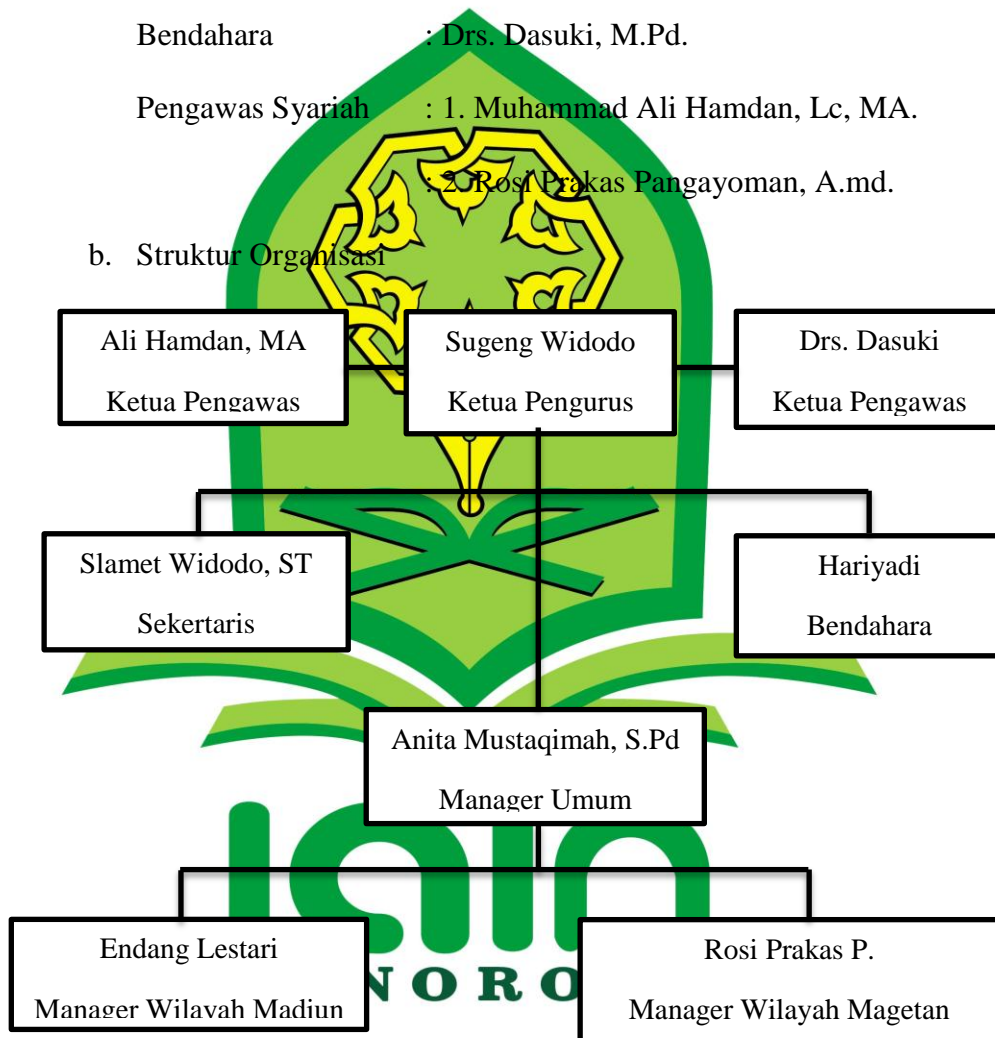 Bendahara : Drs. Dasuki, M.Pd.
Pengawas Syariah : 1. Muhammad Ali Hamdan, Lc, MA.
: 2. Rosi Prakas Pangayoman, A.md.
b. Struktur Organisasi
Ali Hamdan, MA
Ketua Pengawas
Sugeng Widodo
Ketua Pengurus
Drs. Dasuki
Ketua Pengawas
Slamet Widodo, ST
Sekertaris
Hariyadi
Bendahara
Anita Mustaqimah, S.Pd
Manager Umum
iain
Endang Lestari
Manager Wilayah Madiun
Rosi Prakas P.
Manager Wilayah Magetan
NORO